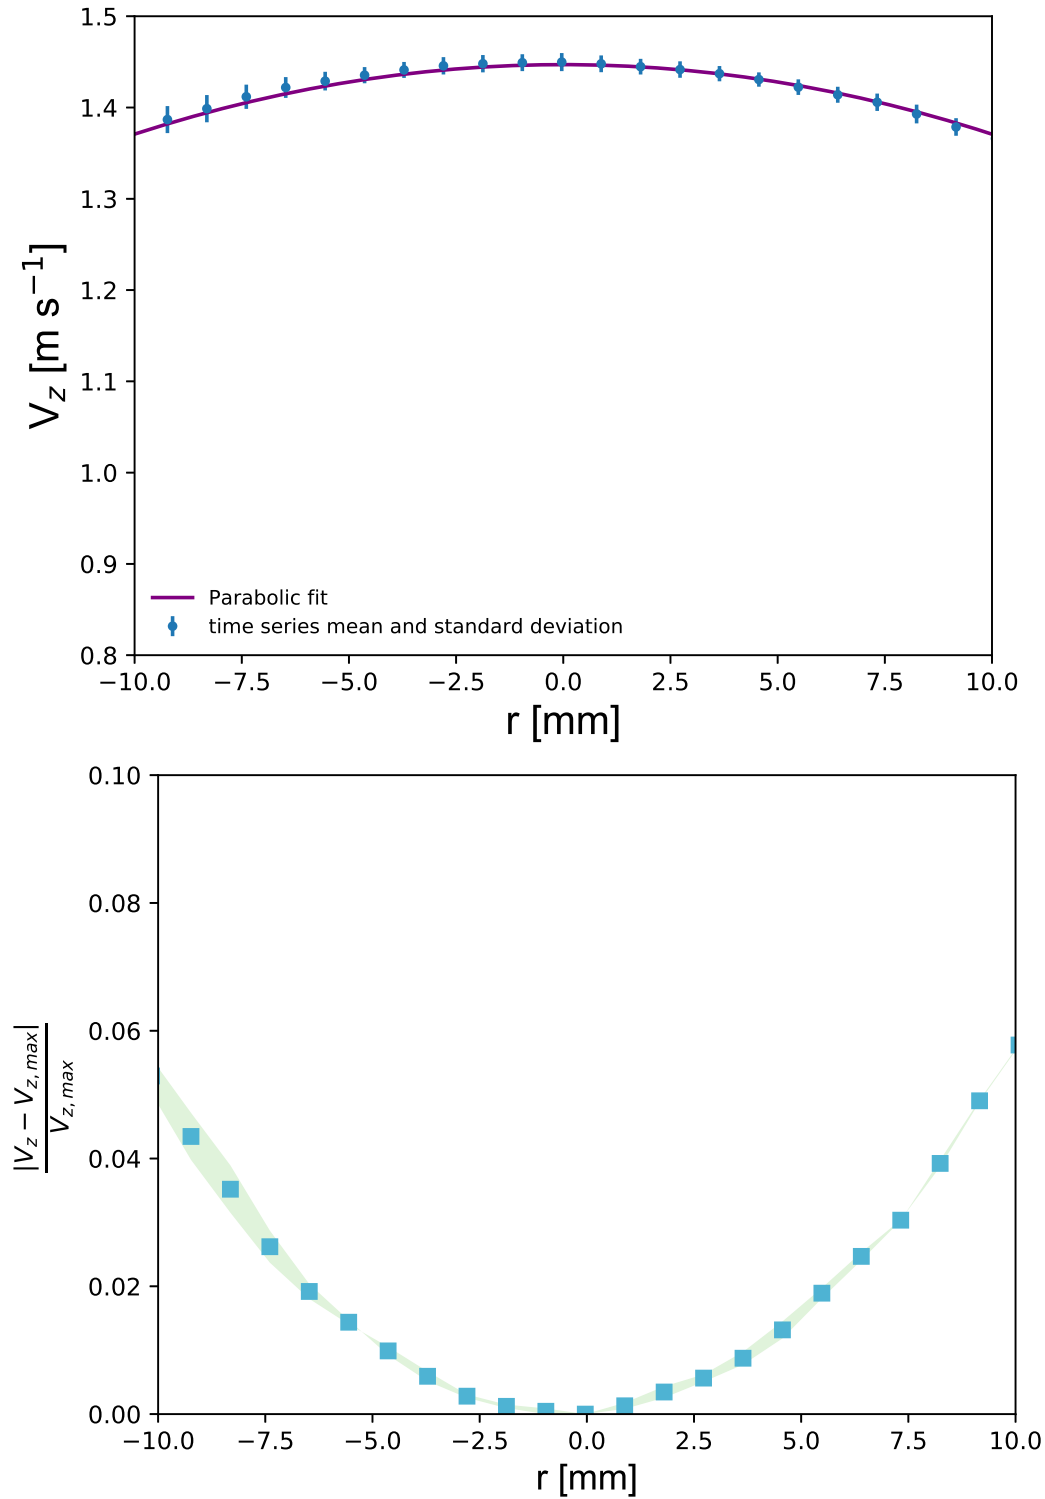 1.5
1.4
1.3
1.2
1.1
1.0
0.9
0.8
V_z [m s⁻¹]
Parabolic fit
time series mean and standard deviation
−10.0 −7.5 −5.0 −2.5 0.0 2.5 5.0 7.5 10.0
r [mm]
0.10
0.08
0.06
0.04
0.02
0.00
|V_{z} − V_{z, max}|
V_{z, max}
−10.0 −7.5 −5.0 −2.5 0.0 2.5 5.0 7.5 10.0
r [mm]